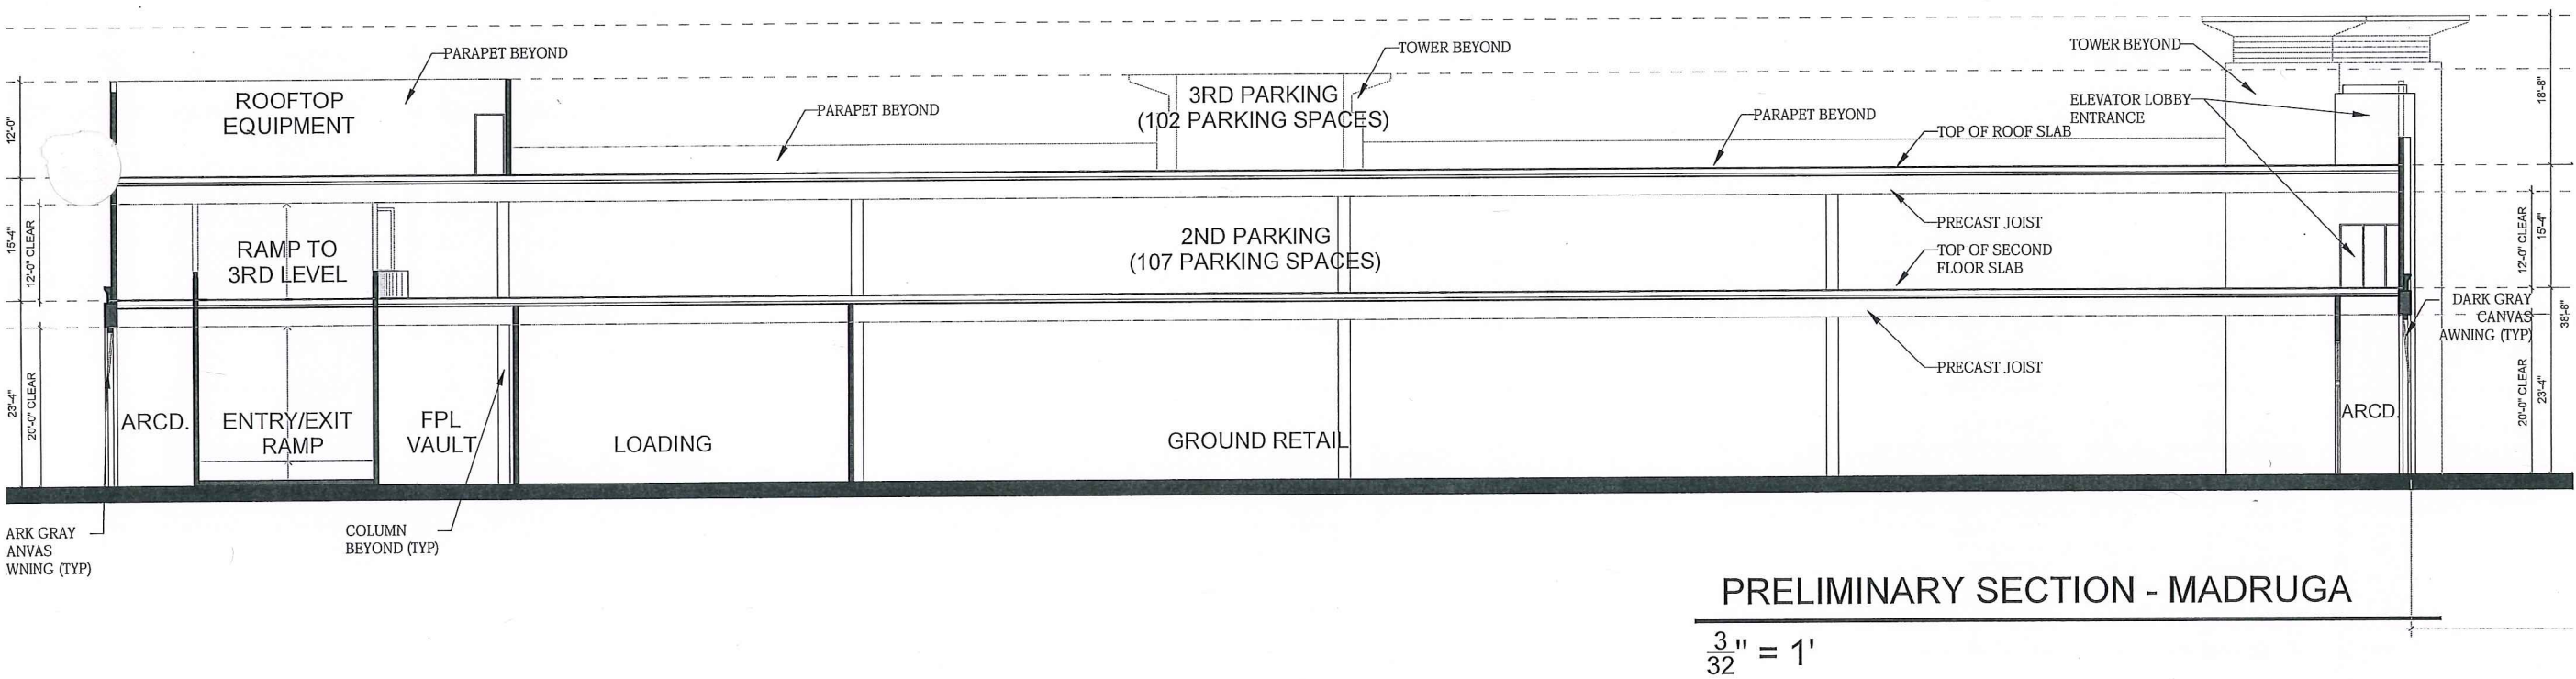 PARAPET BEYOND
TOWER BEYOND
TOWER BEYOND
ROOFTOP
EQUIPMENT
PARAPET BEYOND
3RD PARKING
(102 PARKING SPACES)
PARAPET BEYOND
ELEVATOR LOBBY
ENTRANCE
TOP OF ROOF SLAB
12'-0"
18'-8"
RAMP TO
3RD LEVEL
2ND PARKING
(107 PARKING SPACES)
PRECAST JOIST
TOP OF SECOND
FLOOR SLAB
15'-4"
12'-0" CLEAR
12'-0" CLEAR
15'-4"
38'-8"
DARK GRAY
CANVAS
AWNING (TYP)
PRECAST JOIST
23'-4"
20'-0" CLEAR
ARCD.
ENTRY/EXIT
RAMP
FPL
VAULT
LOADING
GROUND RETAIL
ARCD.
20'-0" CLEAR
23'-4"
ARK GRAY
ANVAS
WNING (TYP)
COLUMN
BEYOND (TYP)
PRELIMINARY SECTION - MADRUGA
3/32" = 1'